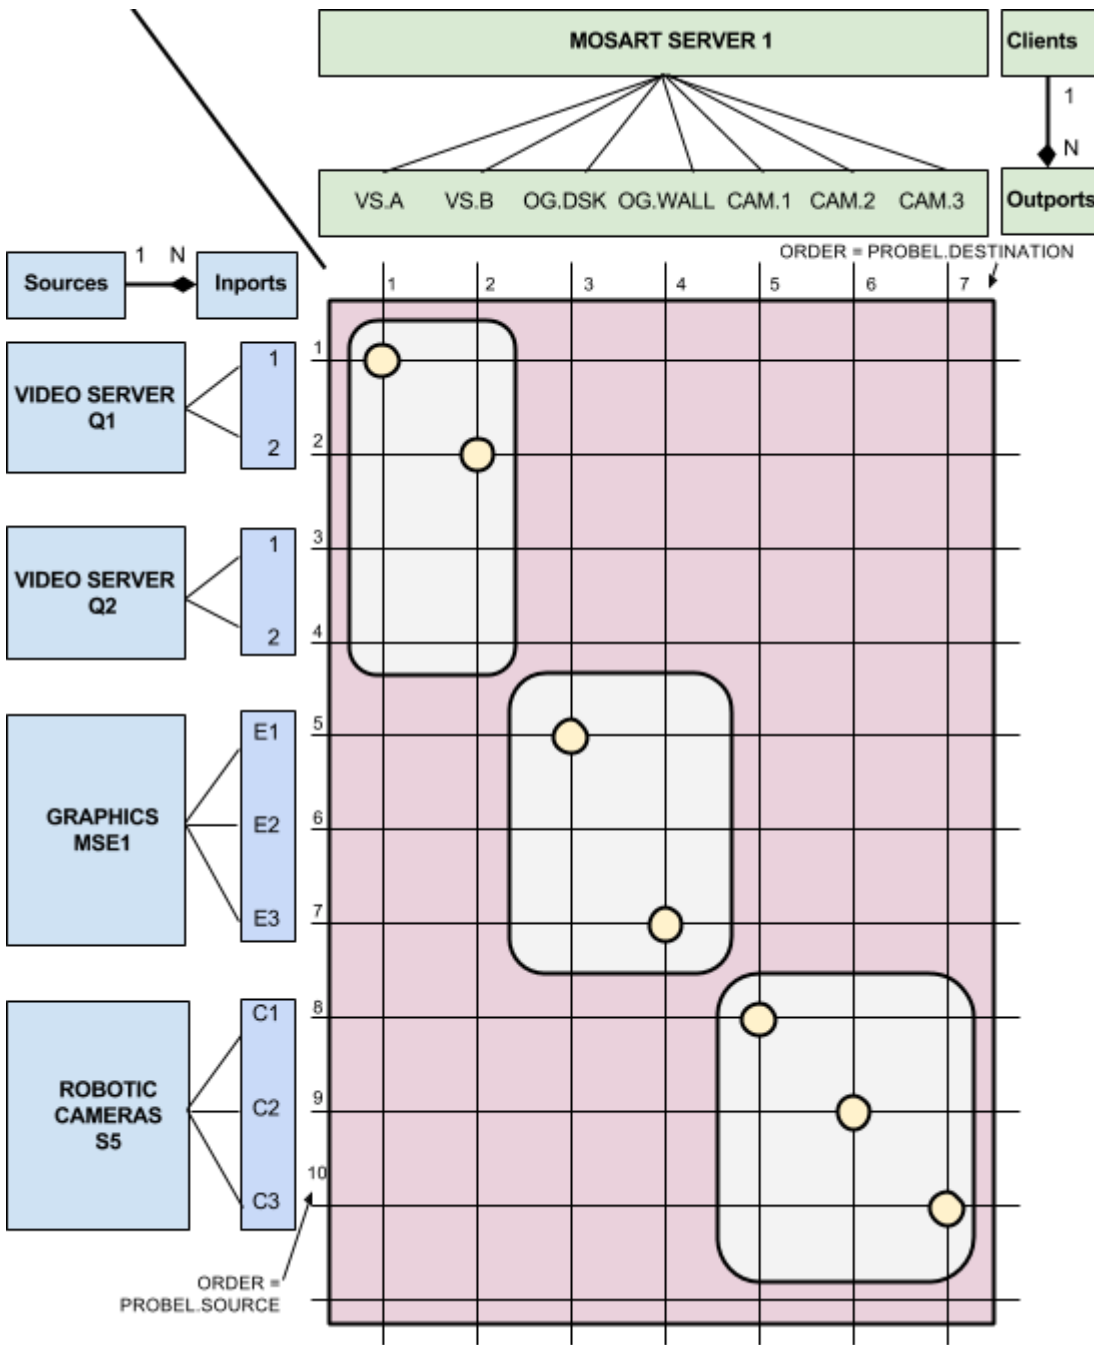 MOSART SERVER 1
Clients
1
N
VS.A VS.B OG.DSK OG.WALL CAM.1 CAM.2 CAM.3
Outports
ORDER = PROBEL.DESTINATION
Sources
1 N
Inports
1 2 3 4 5 6 7
VIDEO SERVER
Q1
1
2
1
2
VIDEO SERVER
Q2
1
2
3
4
GRAPHICS
MSE1
E1
E2
E3
5
6
7
ROBOTIC
CAMERAS
S5
C1
C2
C3
8
9
10
ORDER =
PROBEL.SOURCE